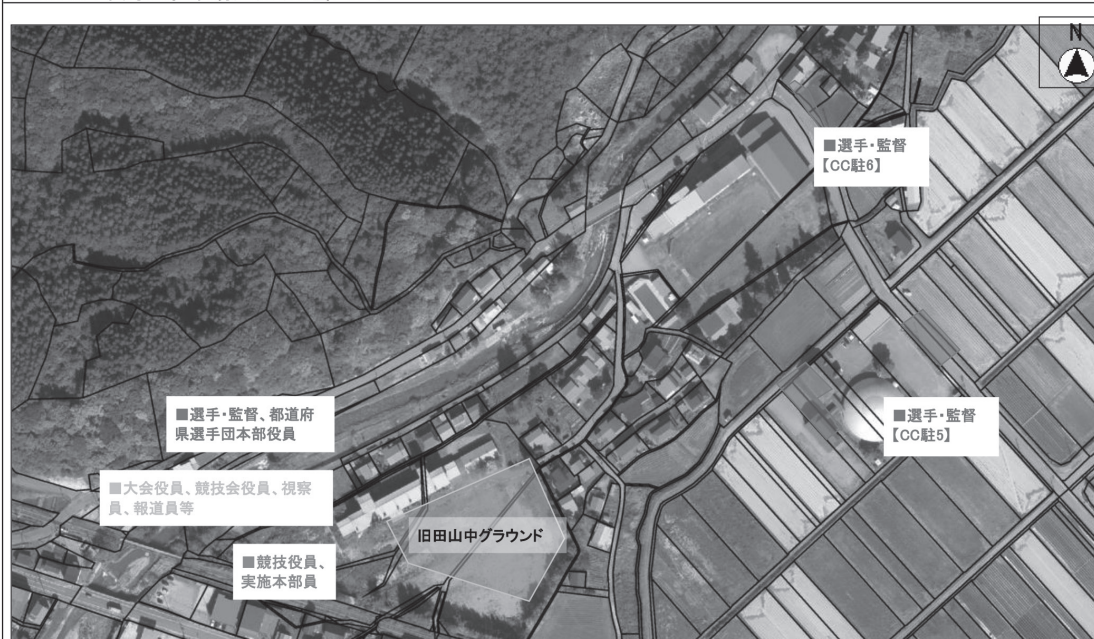 N
■選手・監督
【CC駐6】
■選手・監督
【CC駐5】
■選手・監督、都道府
県選手団本部役員
■大会役員、競技会役員、視察
員、報道員等
旧田山中グラウンド
■競技役員、
実施本部員